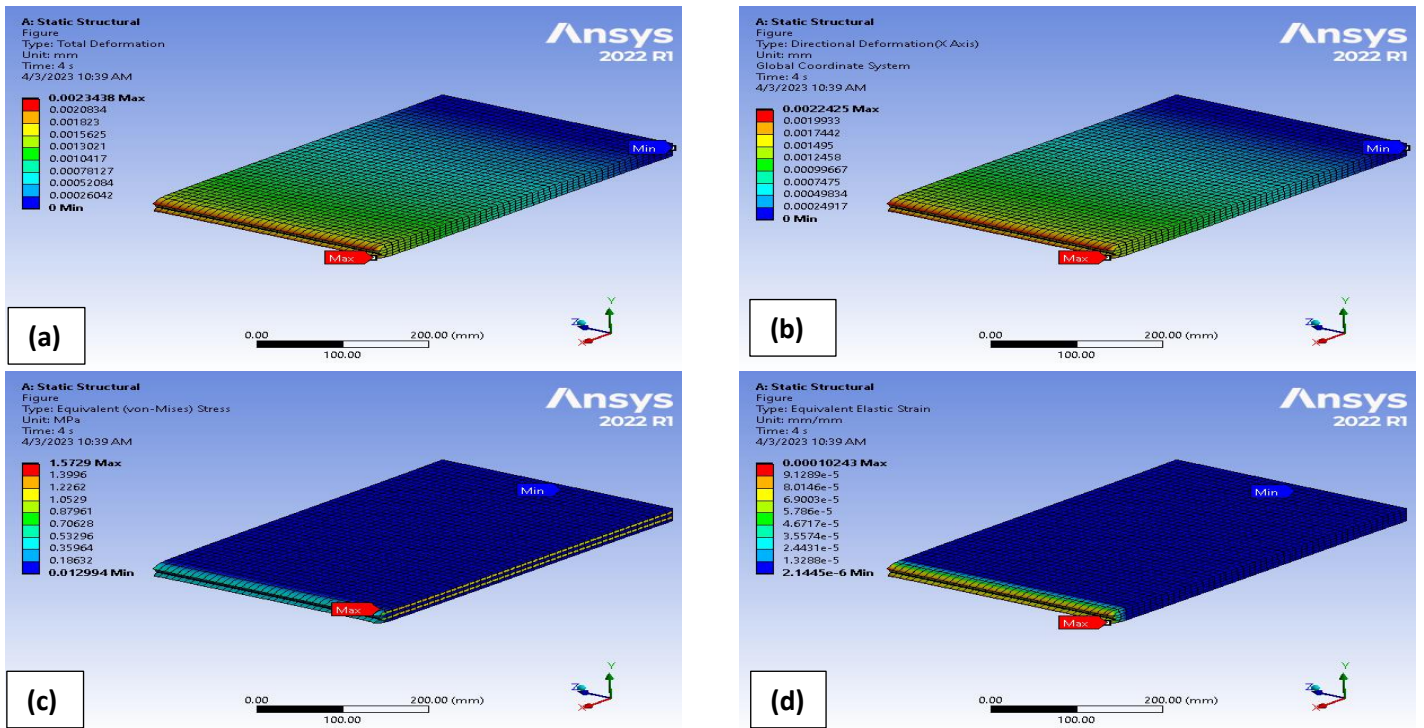 A: Static Structural
Figure
Type: Total Deformation
Unit: mm
Time: 4 s
4/3/2023 10:39 AM
Ansys
2022 R1
0.0023438 Max
0.0020834
0.001823
0.0015625
0.0013021
0.0010417
0.00078127
0.00052084
0.00026042
0 Min
Min
Max
(a)
0.00
200.00 (mm)
100.00
Y
Z
X
A: Static Structural
Figure
Type: Directional Deformation(X Axis)
Unit: mm
Global Coordinate System
Time: 4 s
4/3/2023 10:39 AM
Ansys
2022 R1
0.0022425 Max
0.0019933
0.0017442
0.001495
0.0012458
0.00099667
0.0007475
0.00049834
0.00024917
0 Min
Min
Max
(b)
0.00
200.00 (mm)
100.00
Y
Z
X
A: Static Structural
Figure
Type: Equivalent (von-Mises) Stress
Unit: MPa
Time: 4 s
4/3/2023 10:39 AM
Ansys
2022 R1
1.5729 Max
1.3996
1.2262
1.0529
0.87961
0.70628
0.53296
0.35964
0.18632
0.012994 Min
Min
Max
(c)
0.00
200.00 (mm)
100.00
Y
Z
X
A: Static Structural
Figure
Type: Equivalent Elastic Strain
Unit: mm/mm
Time: 4 s
4/3/2023 10:39 AM
Ansys
2022 R1
0.00010243 Max
9.1289e-5
8.0146e-5
6.9003e-5
5.786e-5
4.6717e-5
3.5574e-5
2.4431e-5
1.3288e-5
2.1445e-6 Min
Min
Max
(d)
0.00
200.00 (mm)
100.00
Y
Z
X